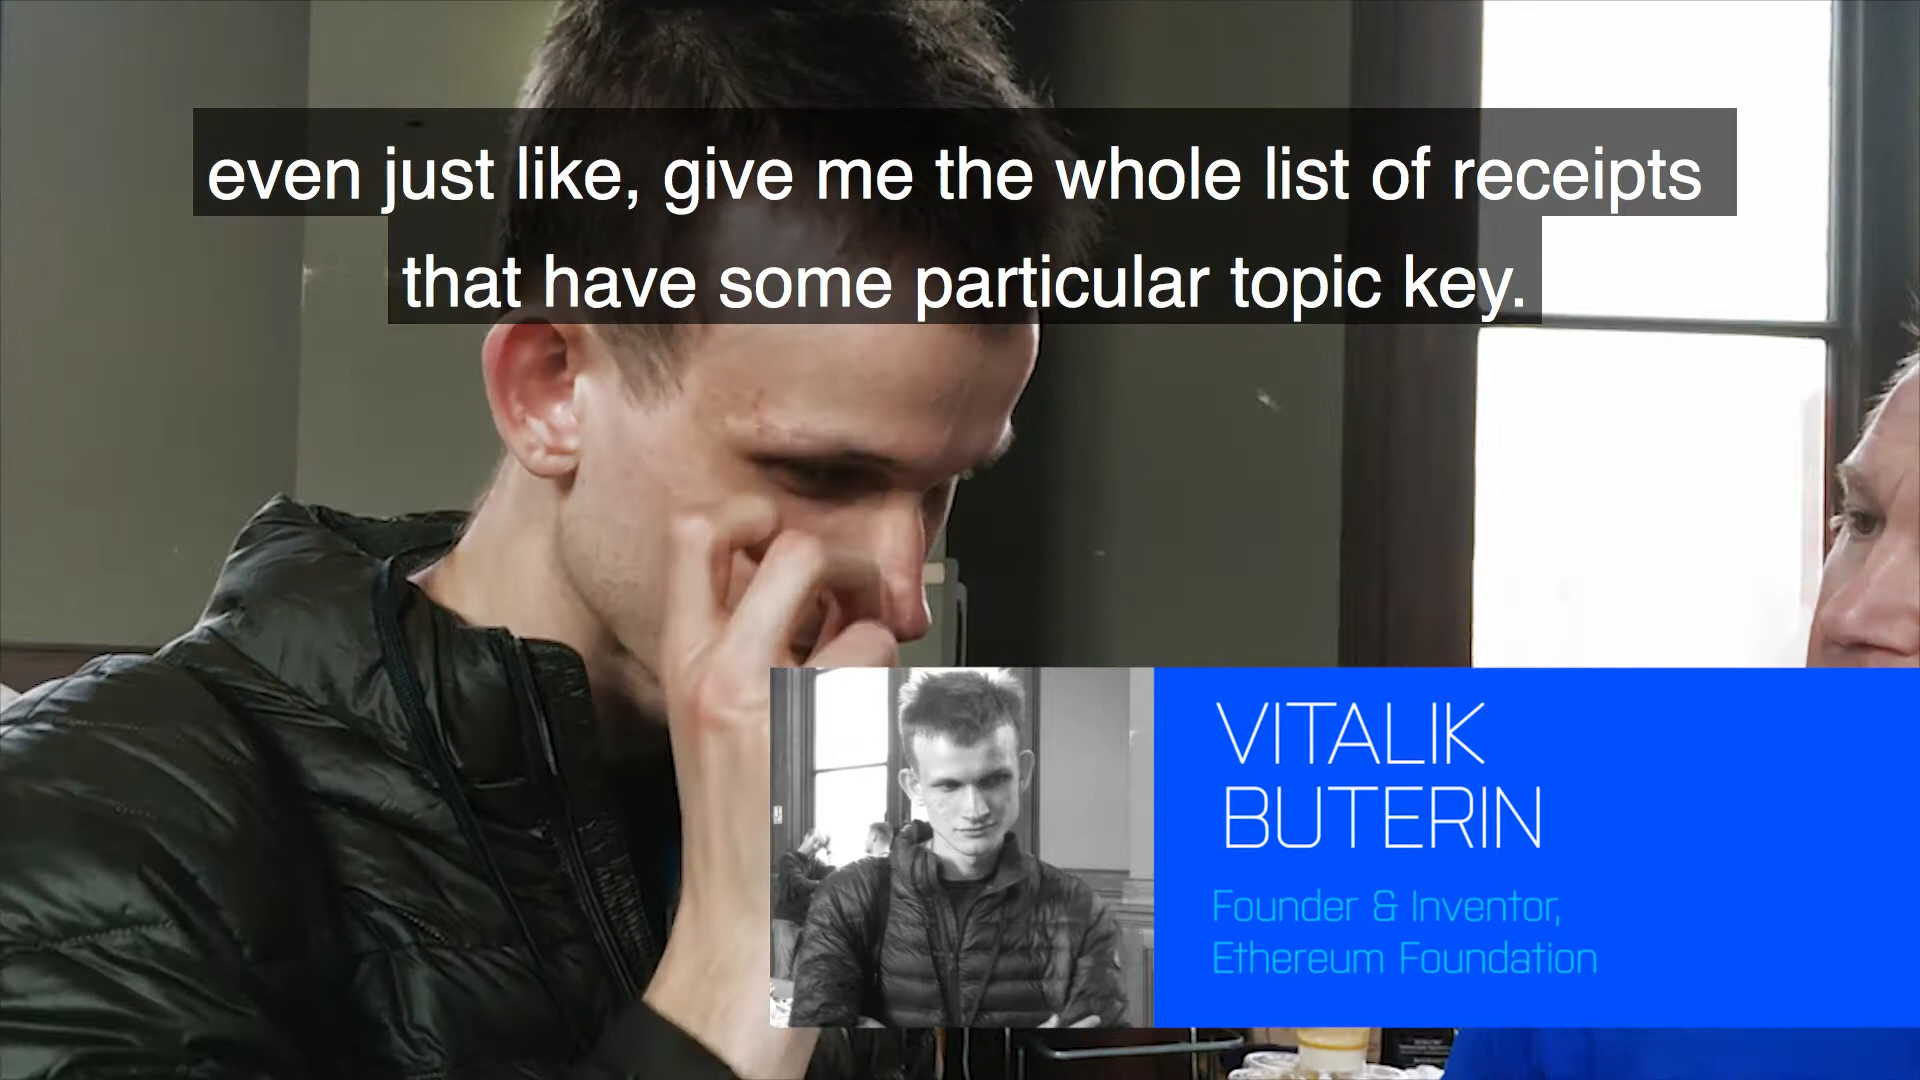 even just like, give me the whole list of receipts
that have some particular topic key.
VITALIK
BUTERIN
Founder & Inventor,
Ethereum Foundation